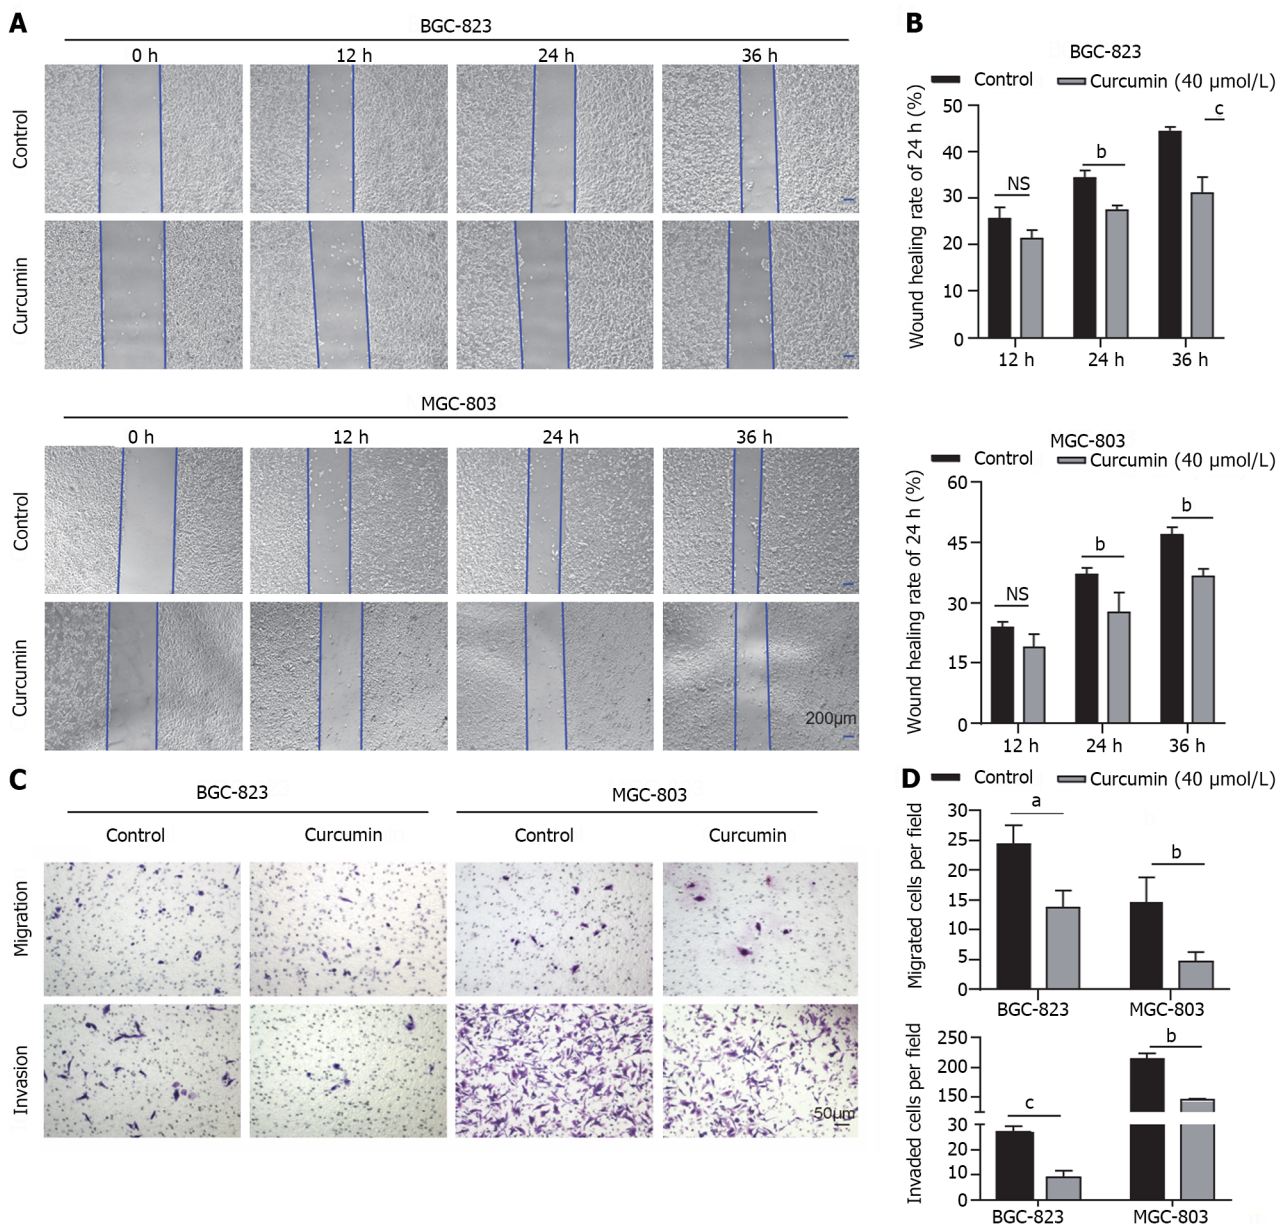 A
BGC-823
0 h 12 h 24 h 36 h
Control
Curcumin
MGC-803
0 h 12 h 24 h 36 h
Control
Curcumin
200μm
B
BGC-823
Control Curcumin (40 μmol/L)
Wound healing rate of 24 h (%)
50
40
30
20
10
0
NS
b
c
12 h 24 h 36 h
MGC-803
Control Curcumin (40 μmol/L)
Wound healing rate of 24 h (%)
60
45
30
15
0
NS
b
b
12 h 24 h 36 h
C
BGC-823 MGC-803
Control Curcumin Control Curcumin
Migration
Invasion
50μm
D
Control Curcumin (40 μmol/L)
Migrated cells per field
30
25
20
15
10
5
0
a
b
BGC-823 MGC-803
Invaded cells per field
250
200
150
100
30
20
10
0
c
b
BGC-823 MGC-803